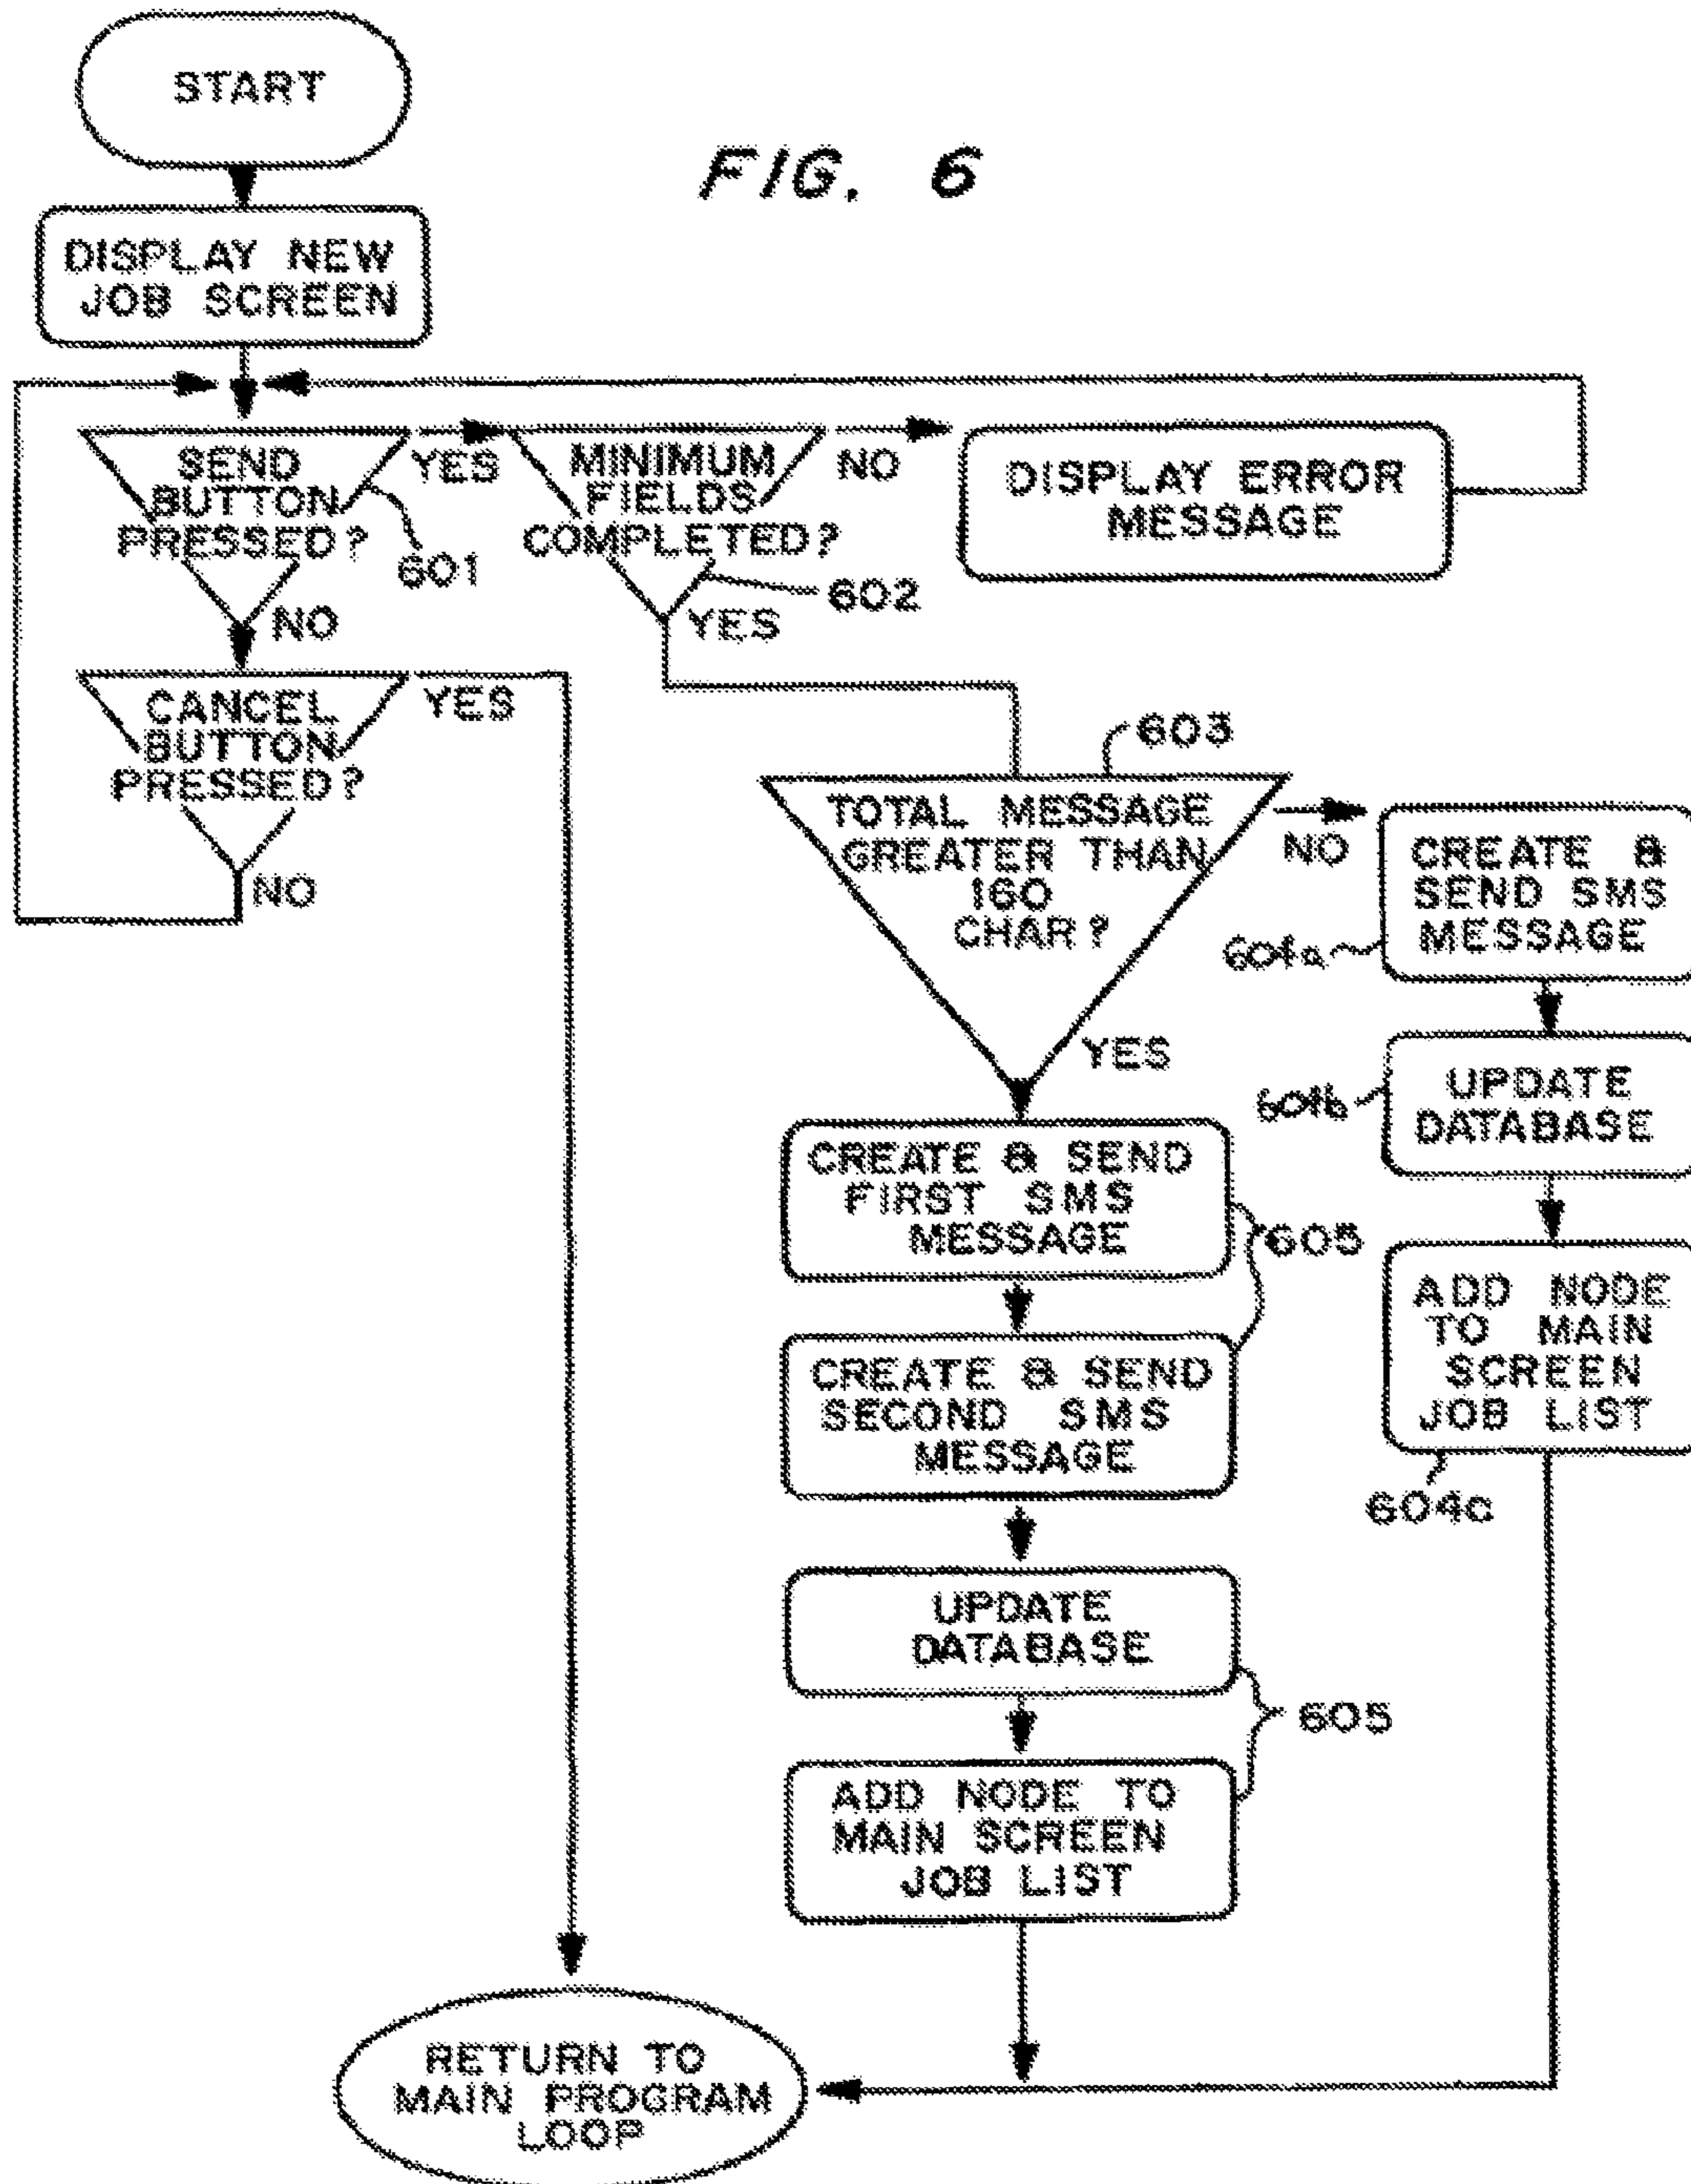 START
FIG. 6
DISPLAY NEW
JOB SCREEN
SEND
BUTTON
PRESSED?
YES
601
NO
MINIMUM
FIELDS
COMPLETED?
NO
602
YES
DISPLAY ERROR
MESSAGE
CANCEL
BUTTON
PRESSED?
YES
NO
603
TOTAL MESSAGE
GREATER THAN
160
CHAR?
NO
YES
CREATE &
SEND SMS
MESSAGE
604a
UPDATE
DATABASE
604b
ADD NODE
TO MAIN
SCREEN
JOB LIST
604c
CREATE & SEND
FIRST SMS
MESSAGE
605
CREATE & SEND
SECOND SMS
MESSAGE
UPDATE
DATABASE
605
ADD NODE TO
MAIN SCREEN
JOB LIST
RETURN TO
MAIN PROGRAM
LOOP